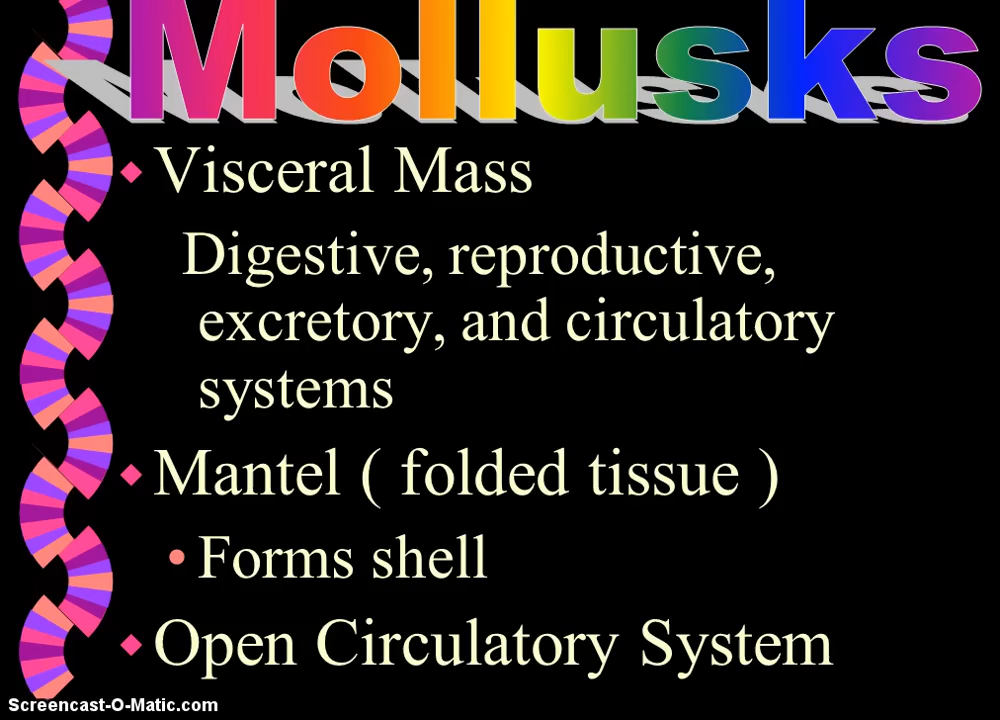 Mollusks
Visceral Mass
Digestive, reproductive,
excretory, and circulatory
systems
Mantel ( folded tissue )
Forms shell
Open Circulatory System
Screencast-O-Matic.com